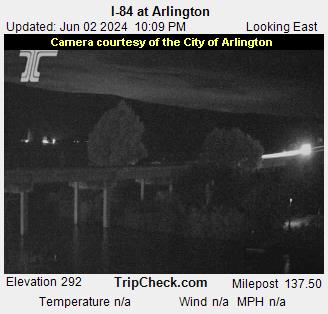 I-84 at Arlington
Updated: Jun 02 2024 10:09 PM Looking East
Camera courtesy of the City of Arlington
Elevation 292 TripCheck.com Milepost 137.50
Temperature n/a Wind n/a MPH n/a